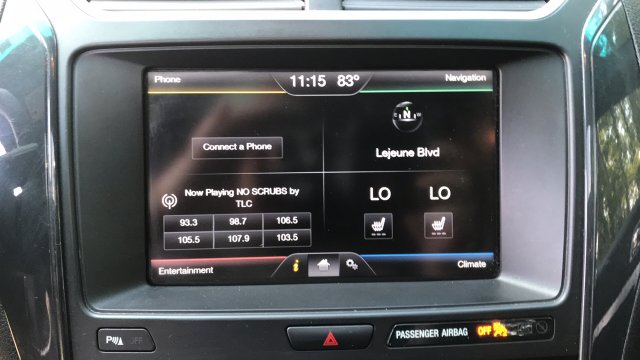 Phone
11:15 83°
Navigation
N
Connect a Phone
Lejeune Blvd
Now Playing NO SCRUBS by
TLC
LO LO
93.3 98.7 106.5
105.5 107.9 103.5
Entertainment
i
Climate
P OFF
PASSENGER AIRBAG OFF